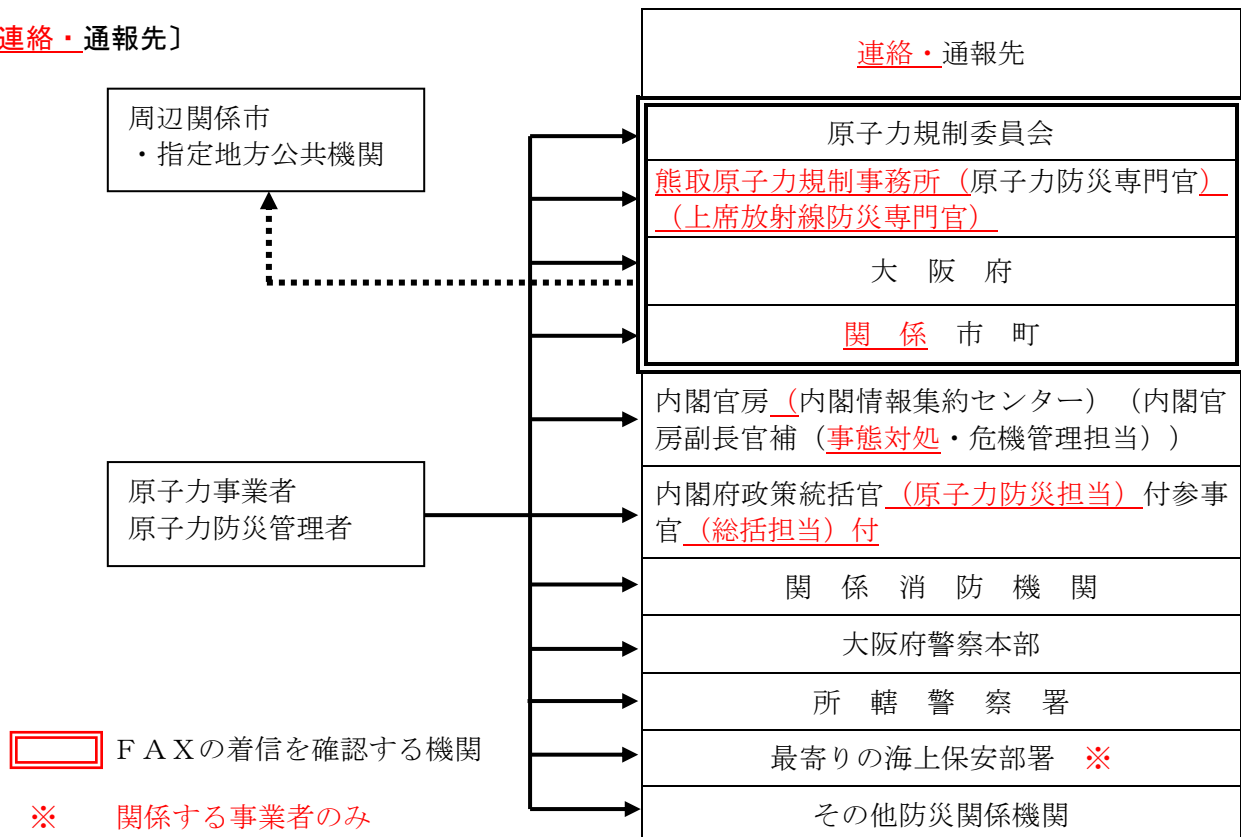 連絡・通報先〕
連絡・通報先
周辺関係市
・指定地方公共機関
原子力規制委員会
熊取原子力規制事務所（原子力防災専門官）
（上席放射線防災専門官）
大　阪　府
関　係　市　町
内閣官房（内閣情報集約センター）（内閣官
房副長官補（事態対処・危機管理担当））
原子力事業者
原子力防災管理者
内閣府政策統括官（原子力防災担当）付参事
官（総括担当）付
関　係　消　防　機　関
大阪府警察本部
所　轄　警　察　署
ＦＡＸの着信を確認する機関
最寄りの海上保安部署　※
※　関係する事業者のみ
その他防災関係機関